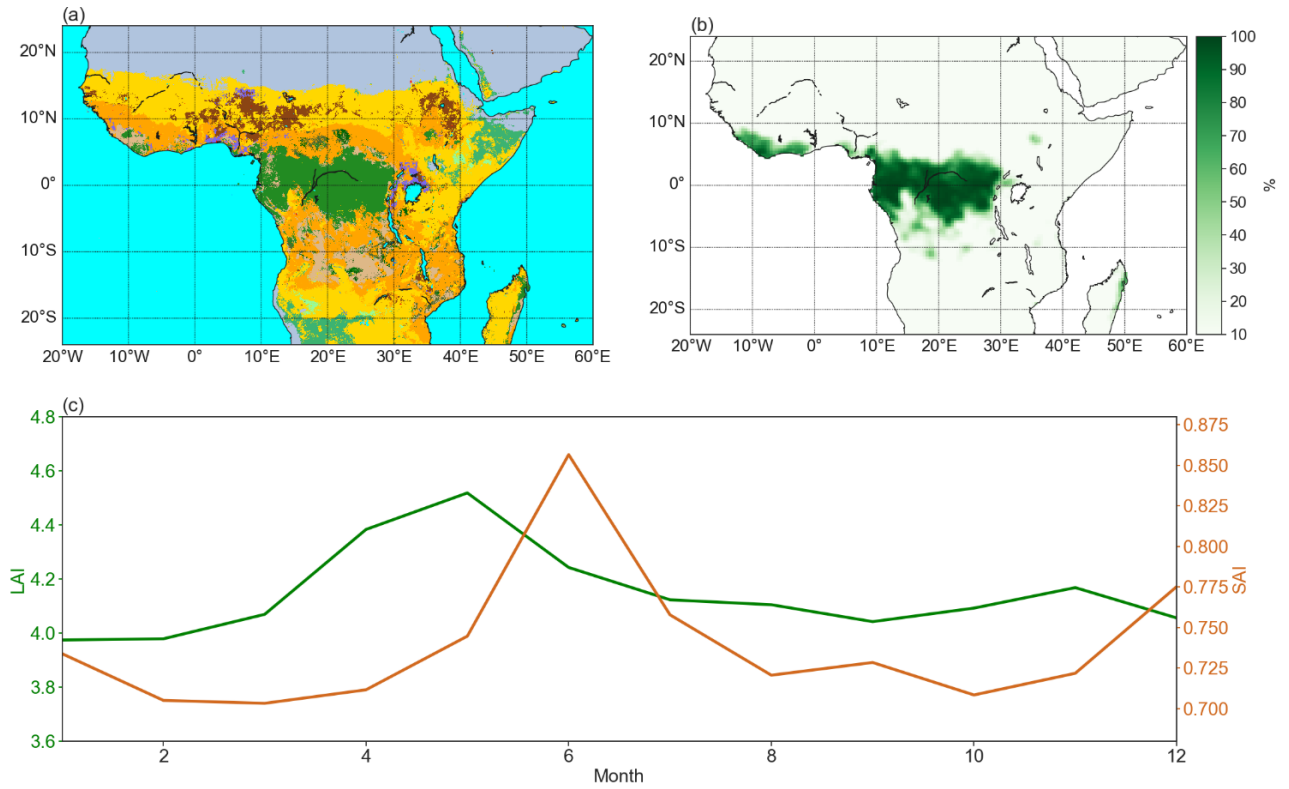 (a)
20°N
10°N
0°
10°S
20°S
20°W 10°W 0° 10°E 20°E 30°E 40°E 50°E 60°E
(b)
20°N
10°N
0°
10°S
20°S
20°W 10°W 0° 10°E 20°E 30°E 40°E 50°E 60°E
100
90
80
70
60
50
40
30
20
10
%
(c)
4.8
4.6
4.4
4.2
4.0
3.8
3.6
LAI
0.875
0.850
0.825
0.800
0.775
0.750
0.725
0.700
SAI
2 4 6 8 10 12
Month